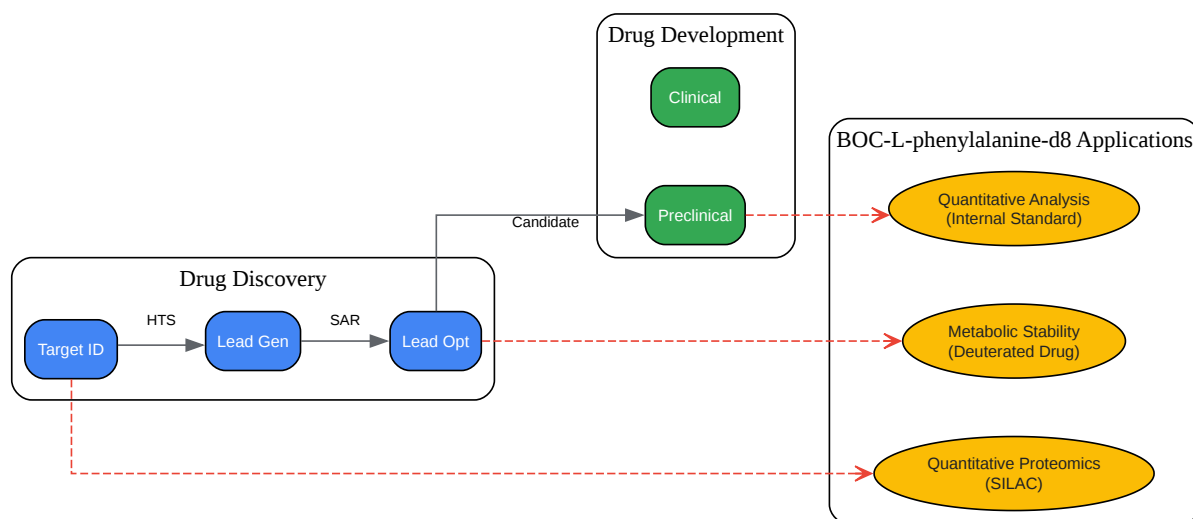 Drug Development
Clinical
BOC-L-phenylalanine-d8 Applications
Quantitative Analysis
(Internal Standard)
Preclinical
Candidate
Drug Discovery
HTS
SAR
Target ID
Lead Gen
Lead Opt
Metabolic Stability
(Deuterated Drug)
Quantitative Proteomics
(SILAC)